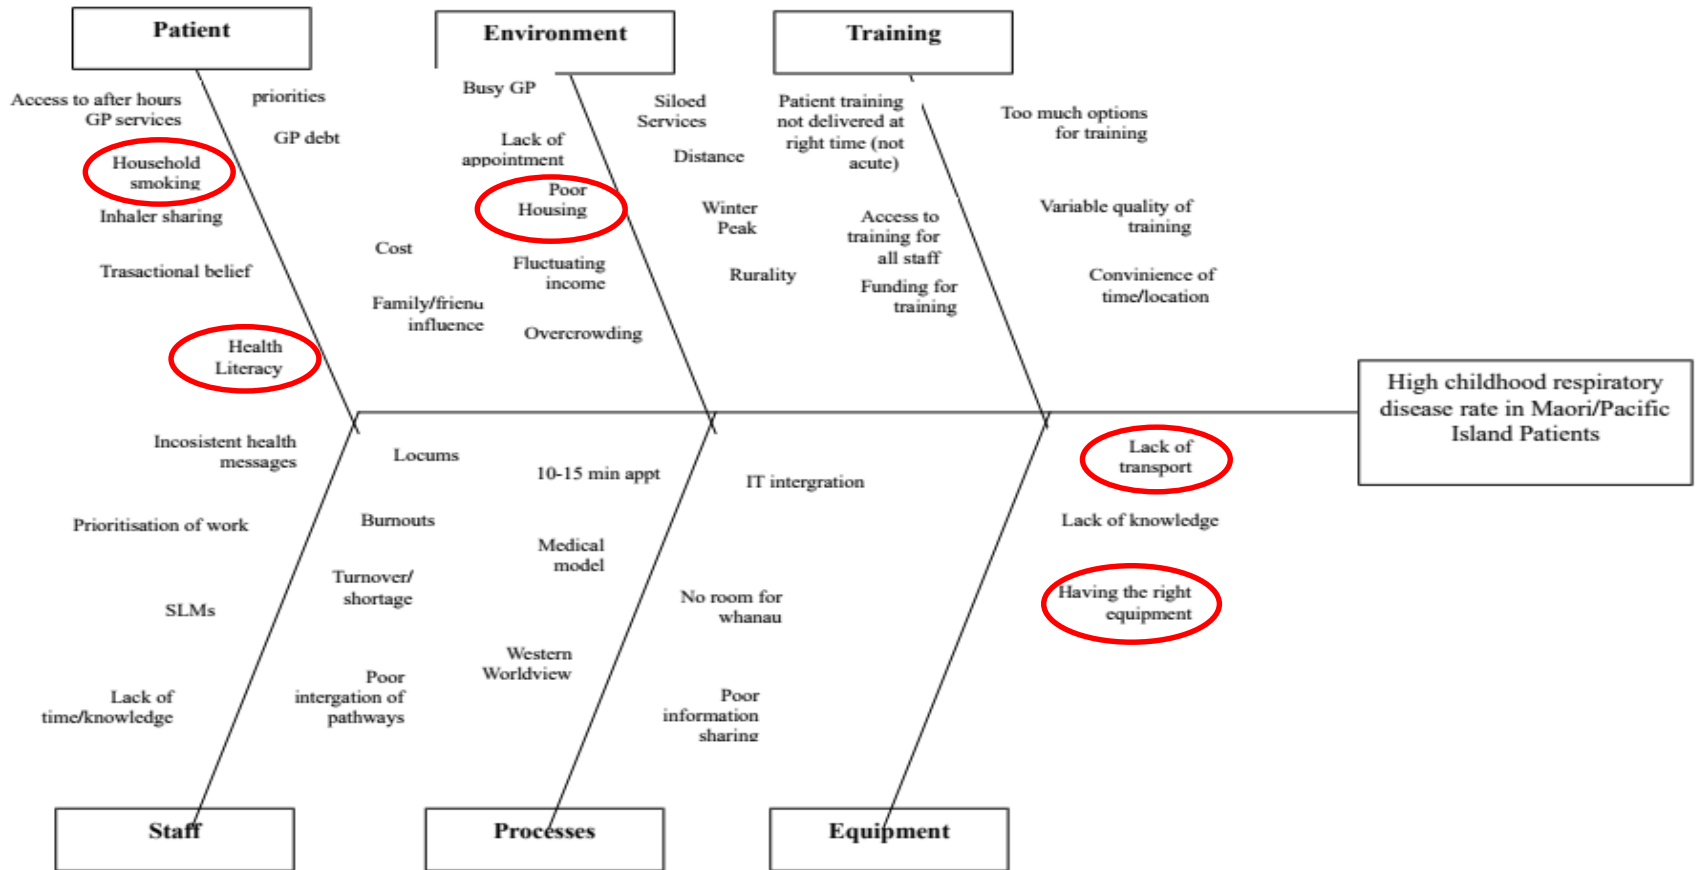 Patient
Environment
Training
Access to after hours
GP services
priorities
GP debt
Household
smoking
Inhaler sharing
Trasactional belief
Health
Literacy
Busy GP
Lack of
appointment
Poor
Housing
Cost
Fluctuating
income
Family/friend
influence
Overcrowding
Siloed
Services
Distance
Winter
Peak
Rurality
Patient training
not delivered at
right time (not
acute)
Access to
training for
all staff
Funding for
training
Too much options
for training
Variable quality of
training
Convinience of
time/location
High childhood respiratory
disease rate in Maori/Pacific
Island Patients
Incosistent health
messages
Prioritisation of work
SLMs
Lack of
time/knowledge
Locums
Burnouts
Turnover/
shortage
Poor
intergation of
pathways
10-15 min appt
Medical
model
Western
Worldview
IT intergration
No room for
whanau
Poor
information
sharing
Lack of
transport
Lack of knowledge
Having the right
equipment
Staff
Processes
Equipment